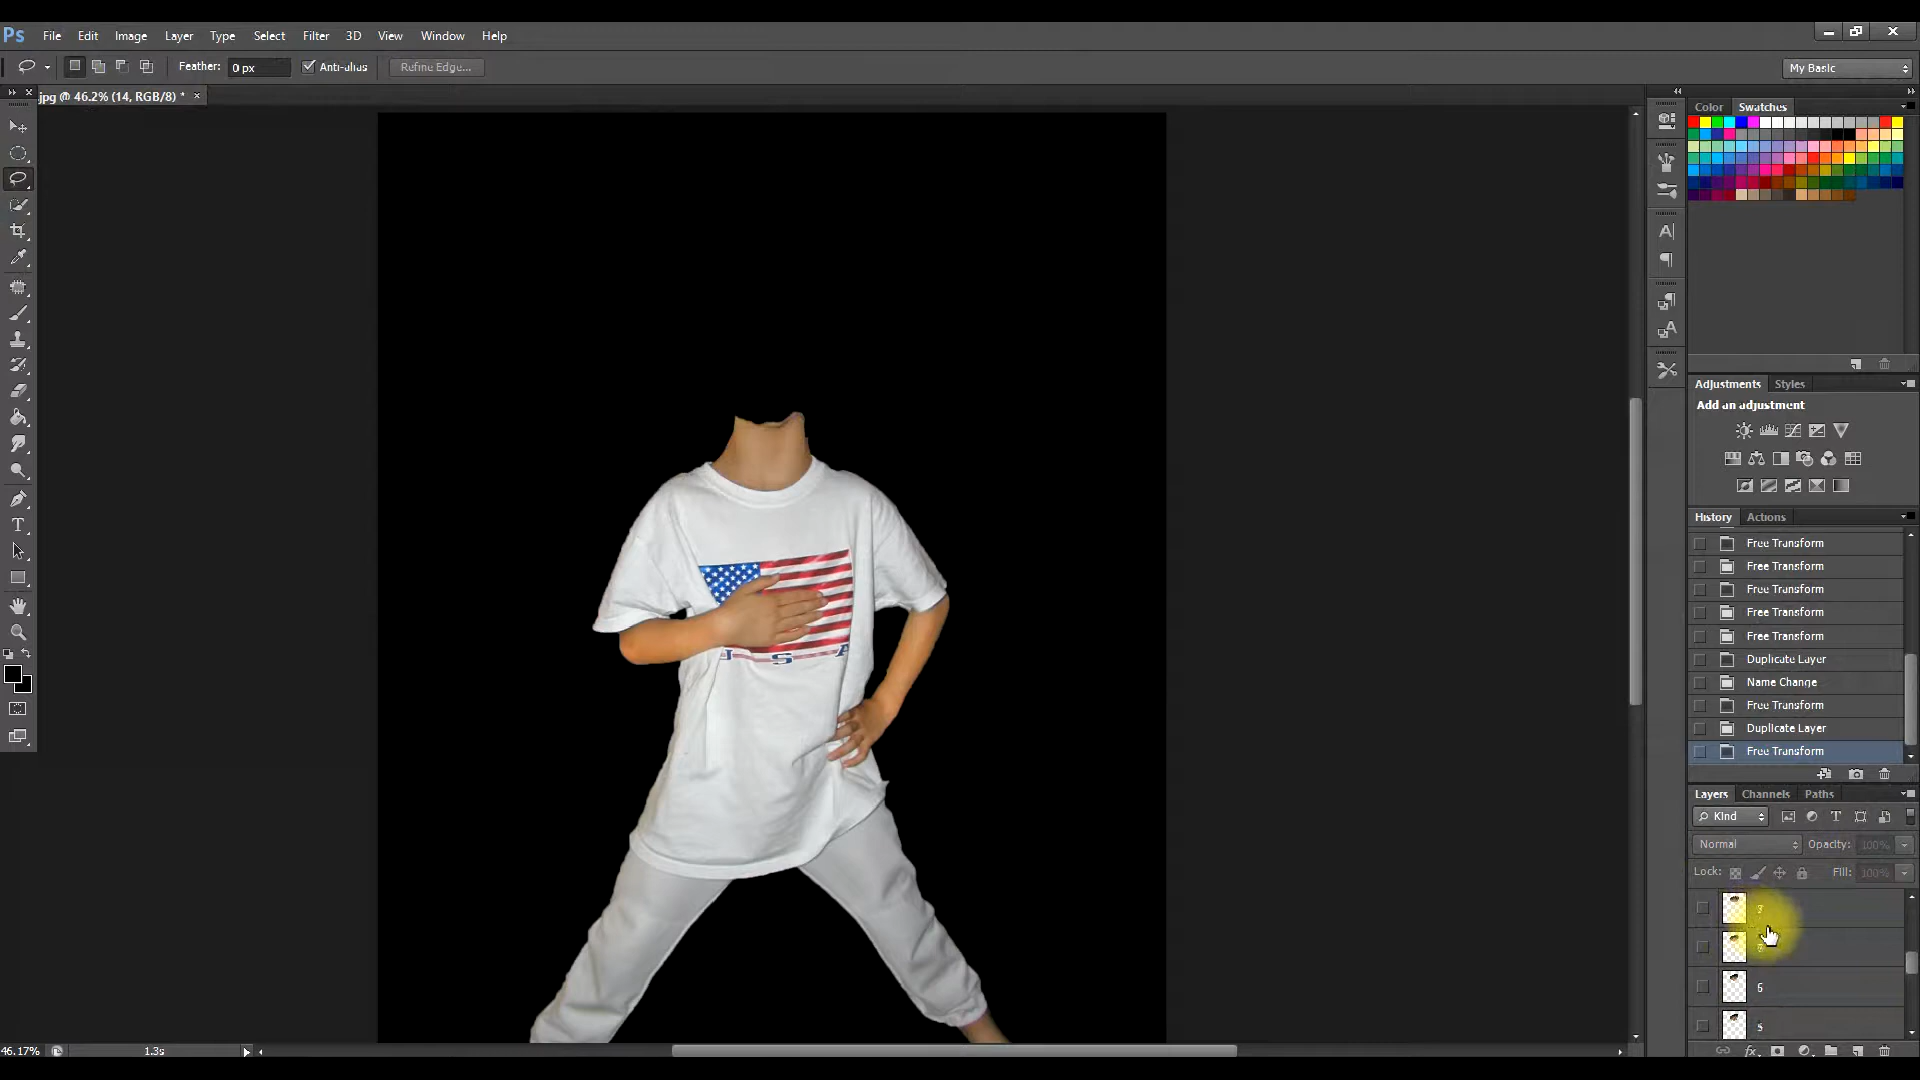 Ps File Edit Image Layer Type Select Filter 3D View Window Help
Feather: 0 px Anti-alias Refine Edge... My Basic
jpg @ 46.2% (14, RGB/8) * ×
Color Swatches
Adjustments Styles
Add an adjustment
History Actions
Free Transform
Free Transform
Free Transform
Free Transform
Free Transform
Duplicate Layer
Name Change
Free Transform
Duplicate Layer
Free Transform
Layers Channels Paths
Kind
Normal Opacity: 100%
Lock: Fill: 100%
6
5
46.17% 1.3s
S A